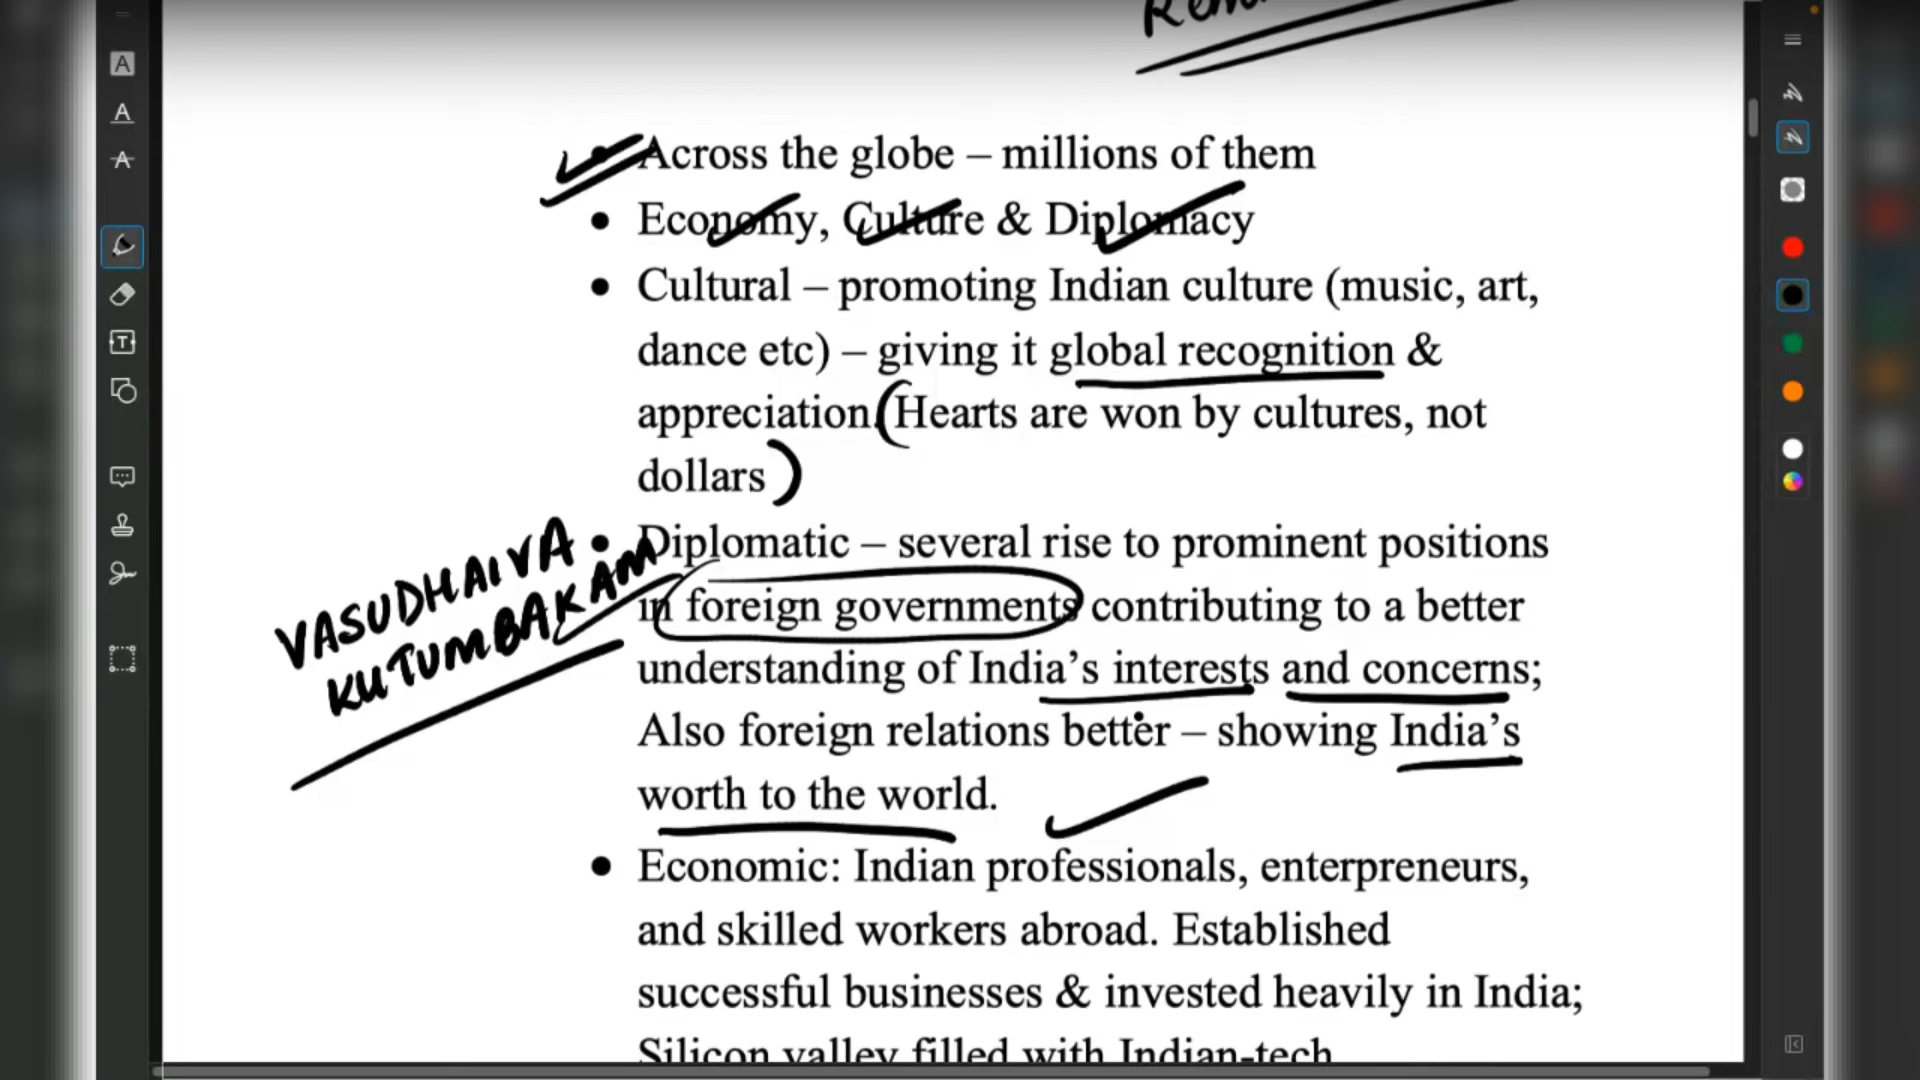 • Across the globe – millions of them
• Economy, Culture & Diplomacy
• Cultural – promoting Indian culture (music, art,
dance etc) – giving it global recognition &
appreciation (Hearts are won by cultures, not
dollars)
VASUDHAIVA
KUTUMBAKAM
• Diplomatic – several rise to prominent positions
in foreign governments contributing to a better
understanding of India’s interests and concerns;
Also foreign relations better – showing India’s
worth to the world.
• Economic: Indian professionals, enterpreneurs,
and skilled workers abroad. Established
successful businesses & invested heavily in India;
Silicon valley filled with Indian-tech